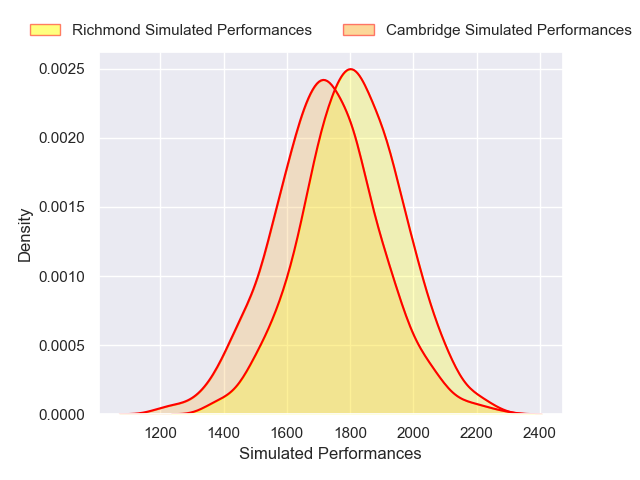 Richmond Simulated Performances Cambridge Simulated Performances
0.0025
0.0020
0.0015
0.0010
0.0005
0.0000
Density
1200 1400 1600 1800 2000 2200 2400
Simulated Performances